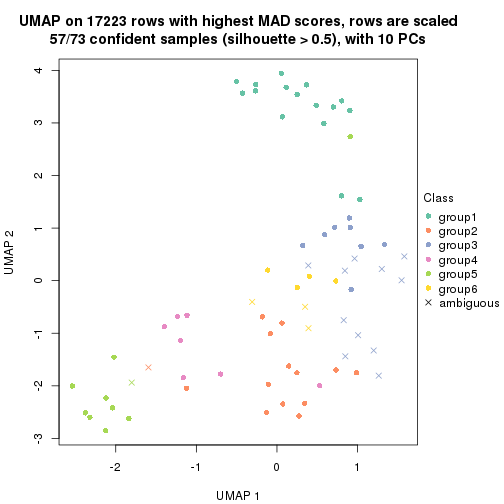 UMAP on 17223 rows with highest MAD scores, rows are scaled
57/73 confident samples (silhouette > 0.5), with 10 PCs
4
3
2
1
0
-1
-2
-3
UMAP 2
-2
-1
0
1
UMAP 1
Class
group1
group2
group3
group4
group5
group6
ambiguous